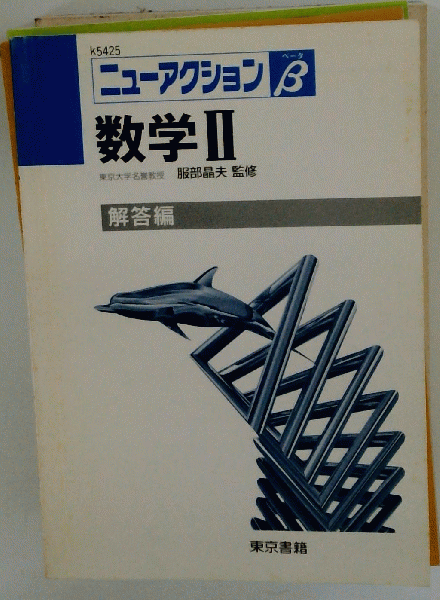 k5425
ベータ
ニューアクション β
数学Ⅱ
東京大学名誉教授 服部晶夫 監修
解答編
東京書籍